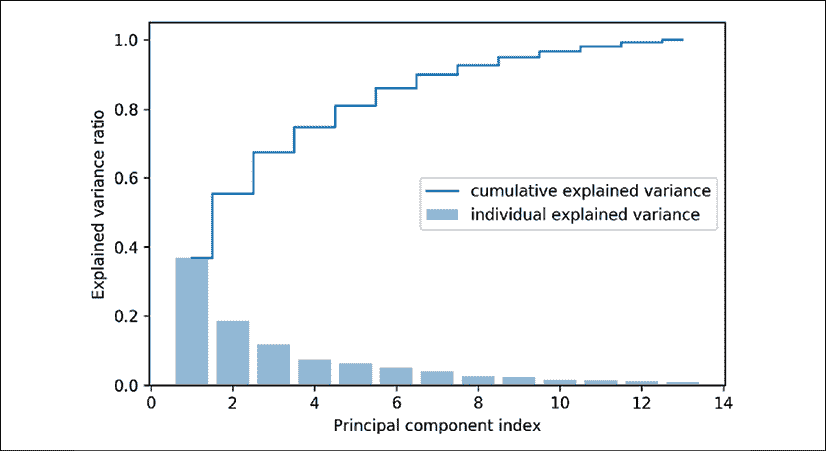 1.0
0.8
0.6
0.4
0.2
0.0
Explained variance ratio
cumulative explained variance
individual explained variance
0 2 4 6 8 10 12 14
Principal component index